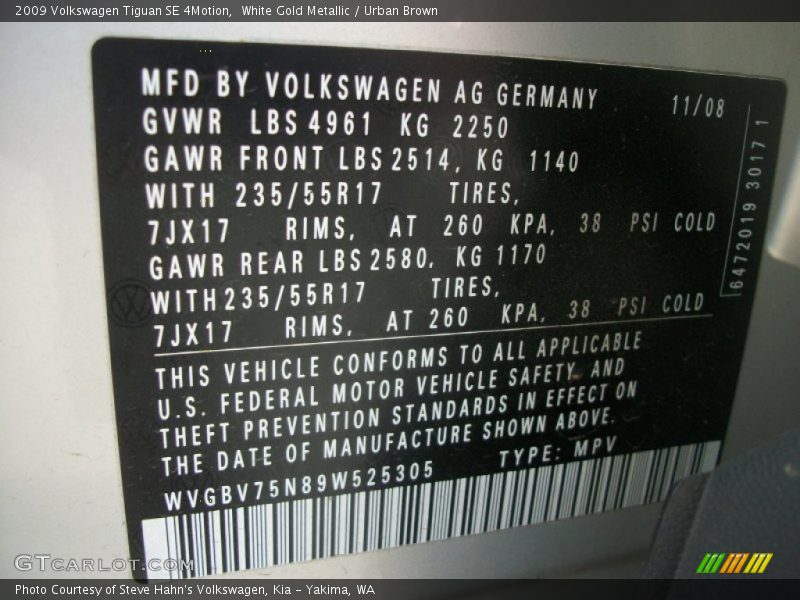 2009 Volkswagen Tiguan SE 4Motion,  White Gold Metallic / Urban Brown
MFD BY VOLKSWAGEN AG GERMANY 11/08
GVWR LBS 4961 KG 2250
GAWR FRONT LBS 2514, KG 1140
WITH 235/55R17 TIRES,
7JX17 RIMS, AT 260 KPA, 38 PSI COLD
GAWR REAR LBS 2580, KG 1170
WITH 235/55R17 TIRES,
7JX17 RIMS, AT 260 KPA, 38 PSI COLD
6472019 3017 1
THIS VEHICLE CONFORMS TO ALL APPLICABLE
U.S. FEDERAL MOTOR VEHICLE SAFETY, AND
THEFT PREVENTION STANDARDS IN EFFECT ON
THE DATE OF MANUFACTURE SHOWN ABOVE.
WVGBV75N89W525305 TYPE: MPV
GTcarlot.com
Photo Courtesy of Steve Hahn's Volkswagen, Kia - Yakima, WA